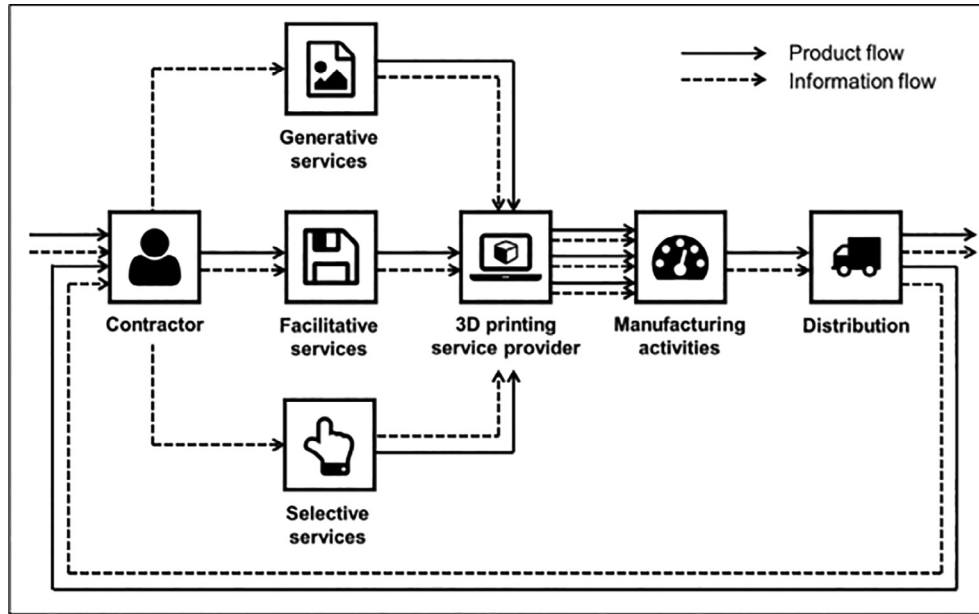 Product flow
Information flow
Generative
services
Contractor
Facilitative
services
3D printing
service provider
Manufacturing
activities
Distribution
Selective
services